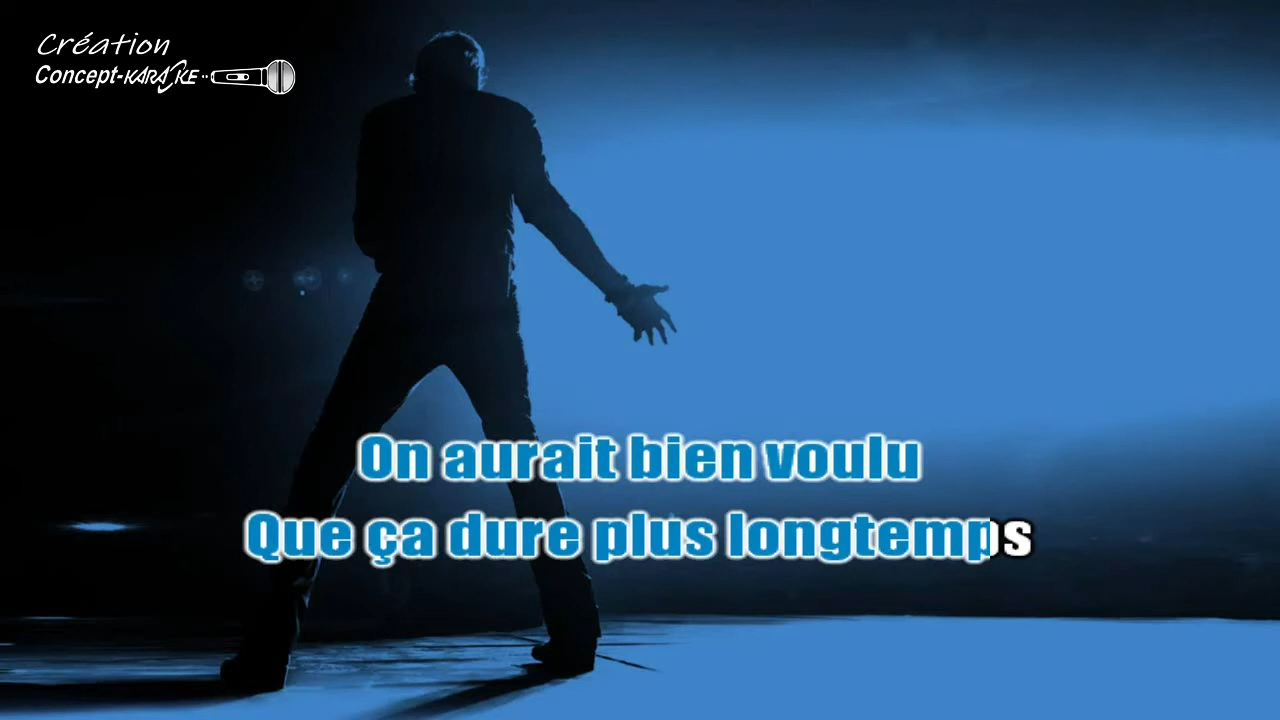 Création
Concept-KARAOKE
On aurait bien voulu
Que ça dure plus longtemps